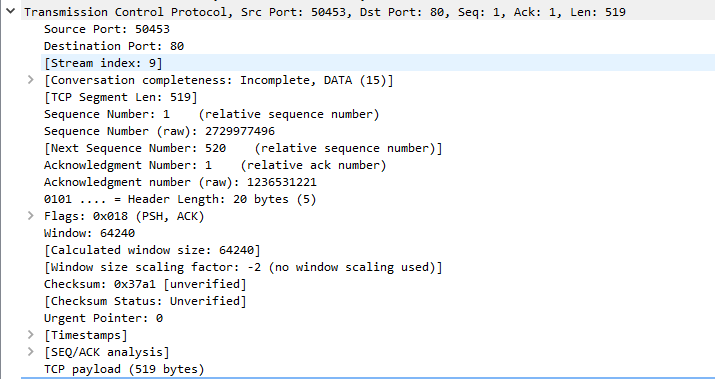 Transmission Control Protocol, Src Port: 50453, Dst Port: 80, Seq: 1, Ack: 1, Len: 519
Source Port: 50453
Destination Port: 80
[Stream index: 9]
[Conversation completeness: Incomplete, DATA (15)]
[TCP Segment Len: 519]
Sequence Number: 1    (relative sequence number)
Sequence Number (raw): 2729977496
[Next Sequence Number: 520    (relative sequence number)]
Acknowledgment Number: 1    (relative ack number)
Acknowledgment number (raw): 1236531221
0101 .... = Header Length: 20 bytes (5)
Flags: 0x018 (PSH, ACK)
Window: 64240
[Calculated window size: 64240]
[Window size scaling factor: -2 (no window scaling used)]
Checksum: 0x37a1 [unverified]
[Checksum Status: Unverified]
Urgent Pointer: 0
[Timestamps]
[SEQ/ACK analysis]
TCP payload (519 bytes)